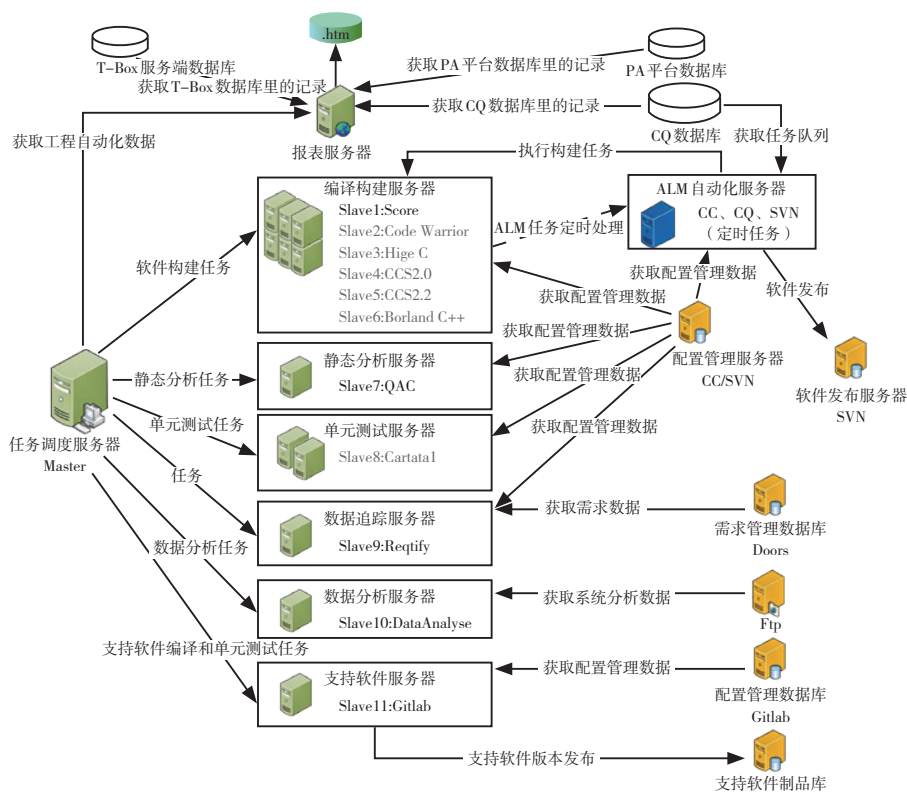 .htm
T-Box服务端数据库
获取T-Box数据库里的记录
获取PA平台数据库里的记录
PA平台数据库
获取CQ数据库里的记录
CQ数据库
获取工程自动化数据
报表服务器
获取任务队列
执行构建任务
编译构建服务器
Slave1:Score
Slave2:Code Warrior
Slave3:Hige C
Slave4:CCS2.0
Slave5:CCS2.2
Slave6:Borland C++
ALM任务定时处理
ALM自动化服务器
CC、CQ、SVN
（定时任务）
软件构建任务
获取配置管理数据
获取配置管理数据
软件发布
获取配置管理数据
获取配置管理数据
获取配置管理数据
配置管理服务器
CC/SVN
软件发布服务器
SVN
静态分析任务
静态分析服务器
Slave7:QAC
单元测试任务
单元测试服务器
Slave8:Cartata1
任务调度服务器
Master
任务
数据追踪服务器
Slave9:Reqtify
获取需求数据
需求管理数据库
Doors
数据分析任务
数据分析服务器
Slave10:DataAnalyse
获取系统分析数据
Ftp
支持软件编译和单元测试任务
支持软件服务器
Slave11:Gitlab
获取配置管理数据
配置管理数据库
Gitlab
支持软件版本发布
支持软件制品库